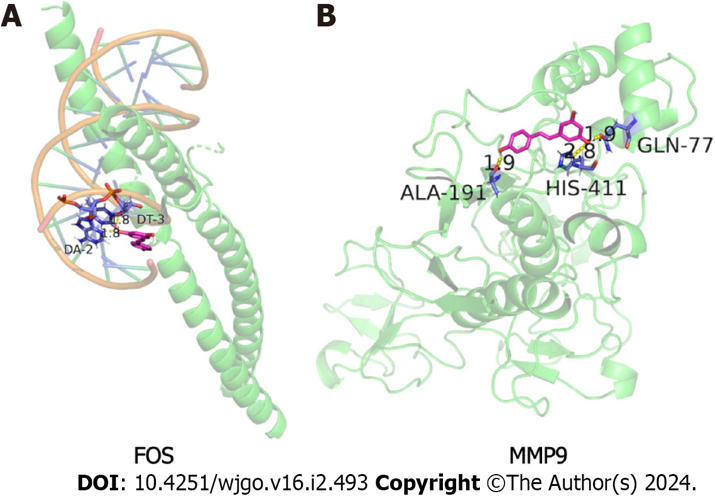 A
B
1.9
GLN-77
2.8
1.9
ALA-191
HIS-411
1.8
DT-3
1.8
DA-2
FOS
MMP9
DOI: 10.4251/wjgo.v16.i2.493 Copyright ©The Author(s) 2024.